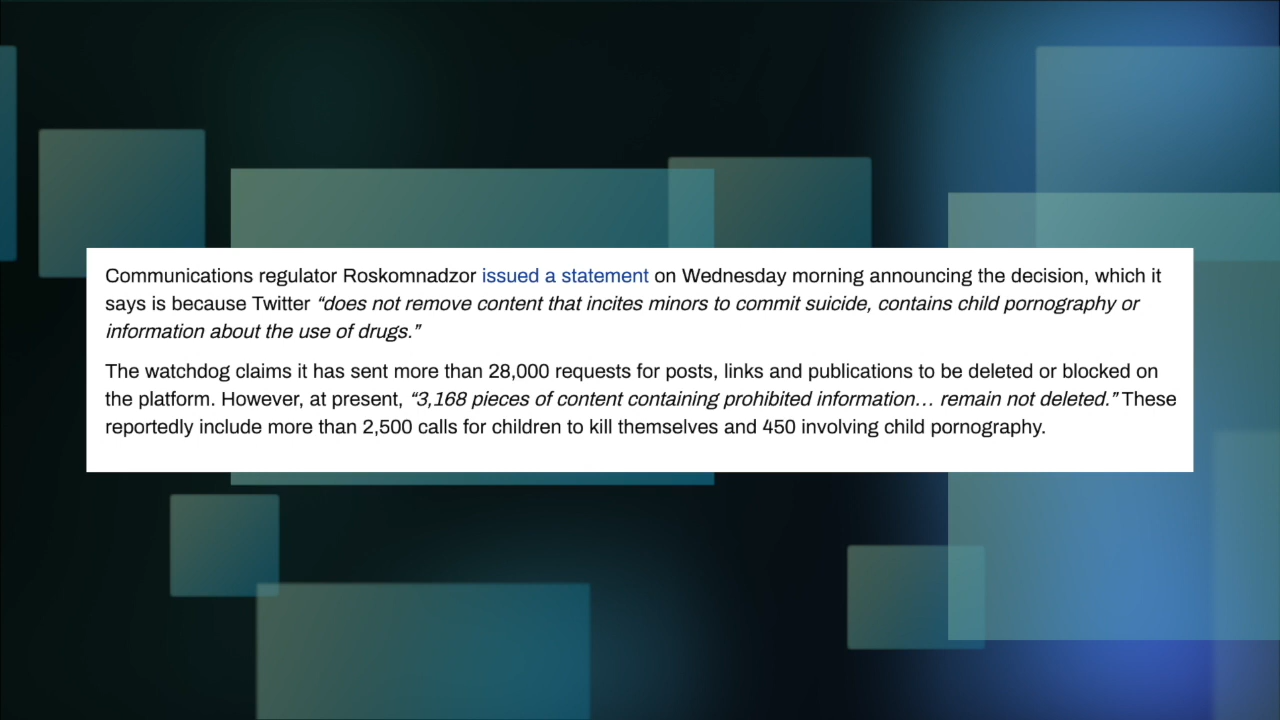 Communications regulator Roskomnadzor issued a statement on Wednesday morning announcing the decision, which it
says is because Twitter “does not remove content that incites minors to commit suicide, contains child pornography or
information about the use of drugs.”
The watchdog claims it has sent more than 28,000 requests for posts, links and publications to be deleted or blocked on
the platform. However, at present, “3,168 pieces of content containing prohibited information… remain not deleted.” These
reportedly include more than 2,500 calls for children to kill themselves and 450 involving child pornography.